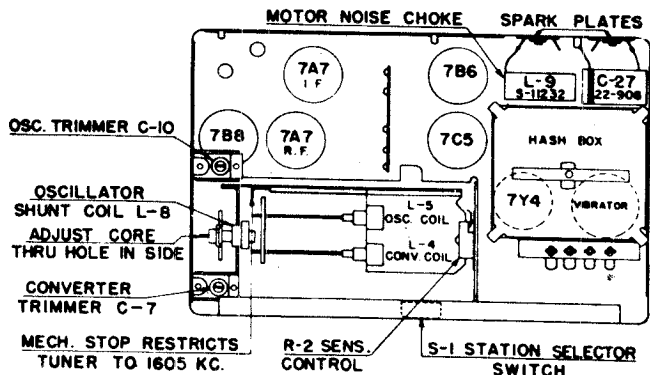 MOTOR NOISE CHOKE
SPARK PLATES
7A7
I.F.
7B6
L-9
S-11232
C-27
22-906
OSC. TRIMMER C-10
7B8
7A7
R.F.
7C5
HASH BOX
OSCILLATOR
SHUNT COIL L-8
L-5
OSC. COIL
7Y4
VIBRATOR
ADJUST CORE
THRU HOLE IN SIDE
L-4
CONV. COIL
CONVERTER
TRIMMER C-7
MECH. STOP RESTRICTS
TUNER TO 1605 KC.
R-2 SENS.
CONTROL
S-1 STATION SELECTOR
SWITCH